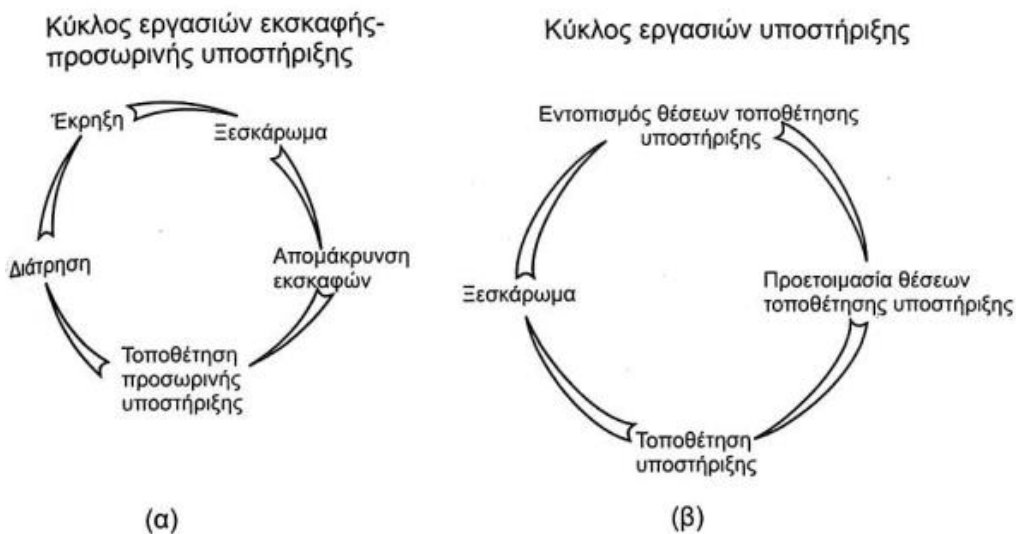 Κύκλος εργασιών εκσκαφής-
προσωρινής υποστήριξης
Έκρηξη
Ξεσκάρωμα
Απομάκρυνση
εκσκαφών
Τοποθέτηση
προσωρινής
υποστήριξης
Διάτρηση
(α)
Κύκλος εργασιών υποστήριξης
Εντοπισμός θέσεων τοποθέτησης
υποστήριξης
Προετοιμασία θέσεων
τοποθέτησης υποστήριξης
Τοποθέτηση
υποστήριξης
Ξεσκάρωμα
(β)